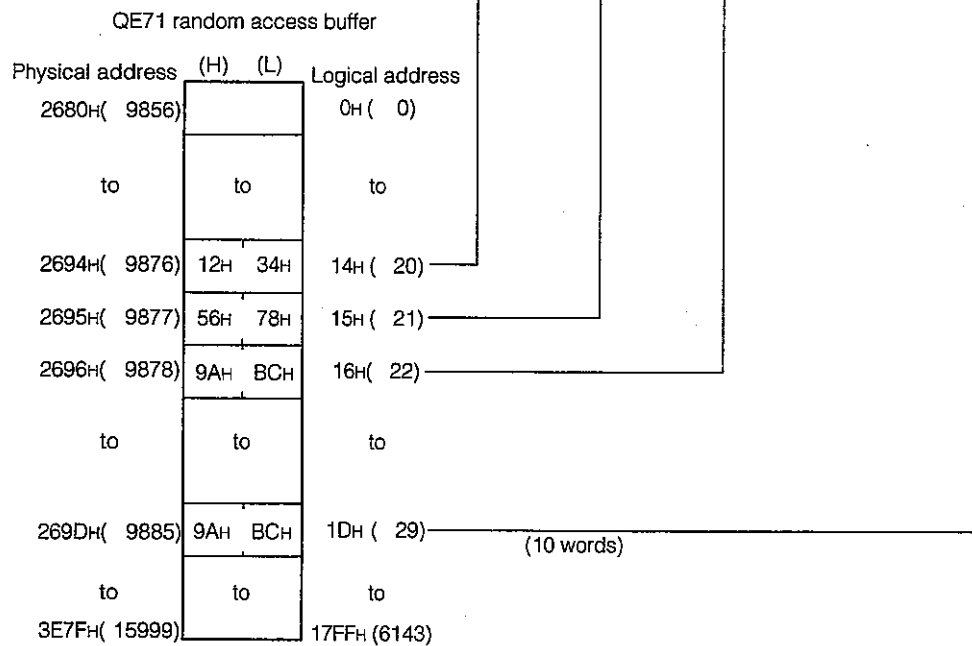 QE71 random access buffer
Physical address (H) (L) Logical address
2680H( 9856) 0H ( 0)
to to to
2694H( 9876) 12H 34H 14H ( 20)
2695H( 9877) 56H 78H 15H ( 21)
2696H( 9878) 9AH BCH 16H( 22)
to to to
269DH( 9885) 9AH BCH 1DH ( 29)
(10 words)
to to to
3E7FH( 15999) 17FFH (6143)